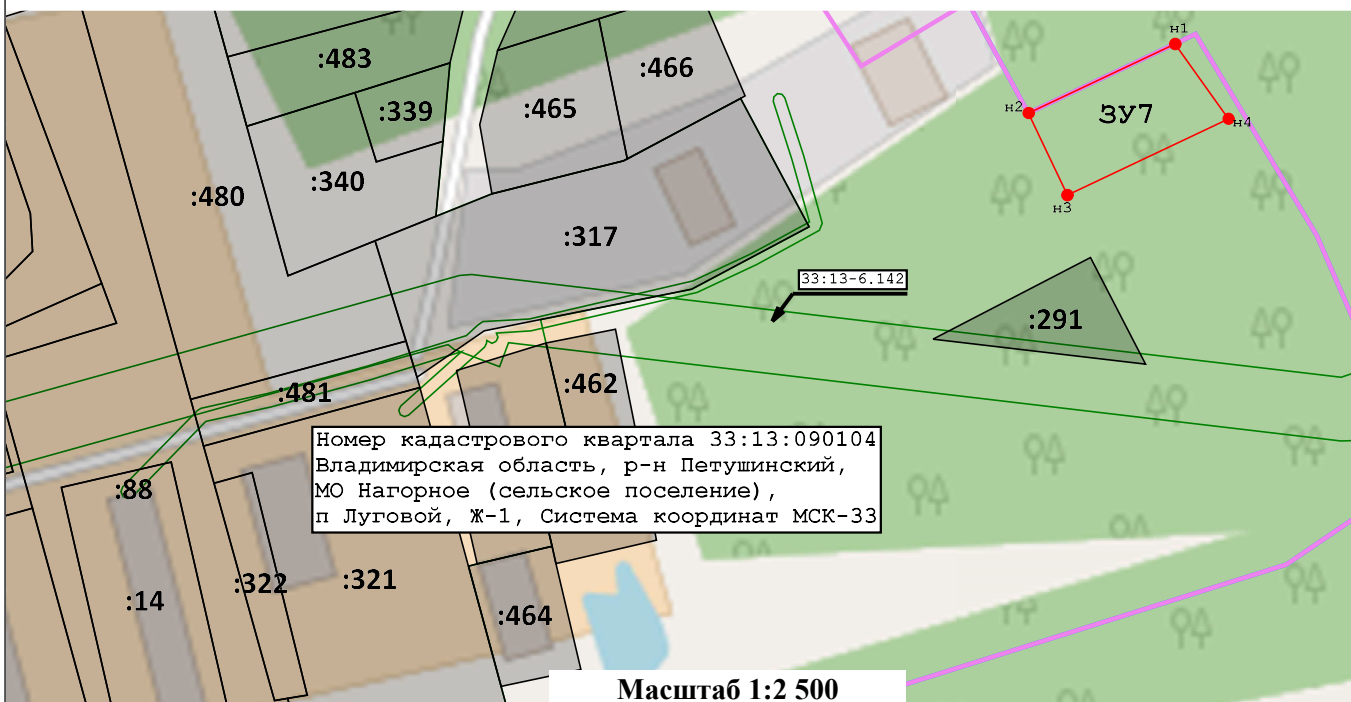 н1
:483
:466
:339
:465
н2
ЗУ7
н4
:340
:480
н3
:317
33:13-6.142
:291
:481
:462
Номер кадастрового квартала 33:13:090104
Владимирская область, р-н Петушинский,
МО Нагорное (сельское поселение),
п Луговой, Ж-1, Система координат МСК-33
:88
:322
:321
:14
:464
Масштаб 1:2 500